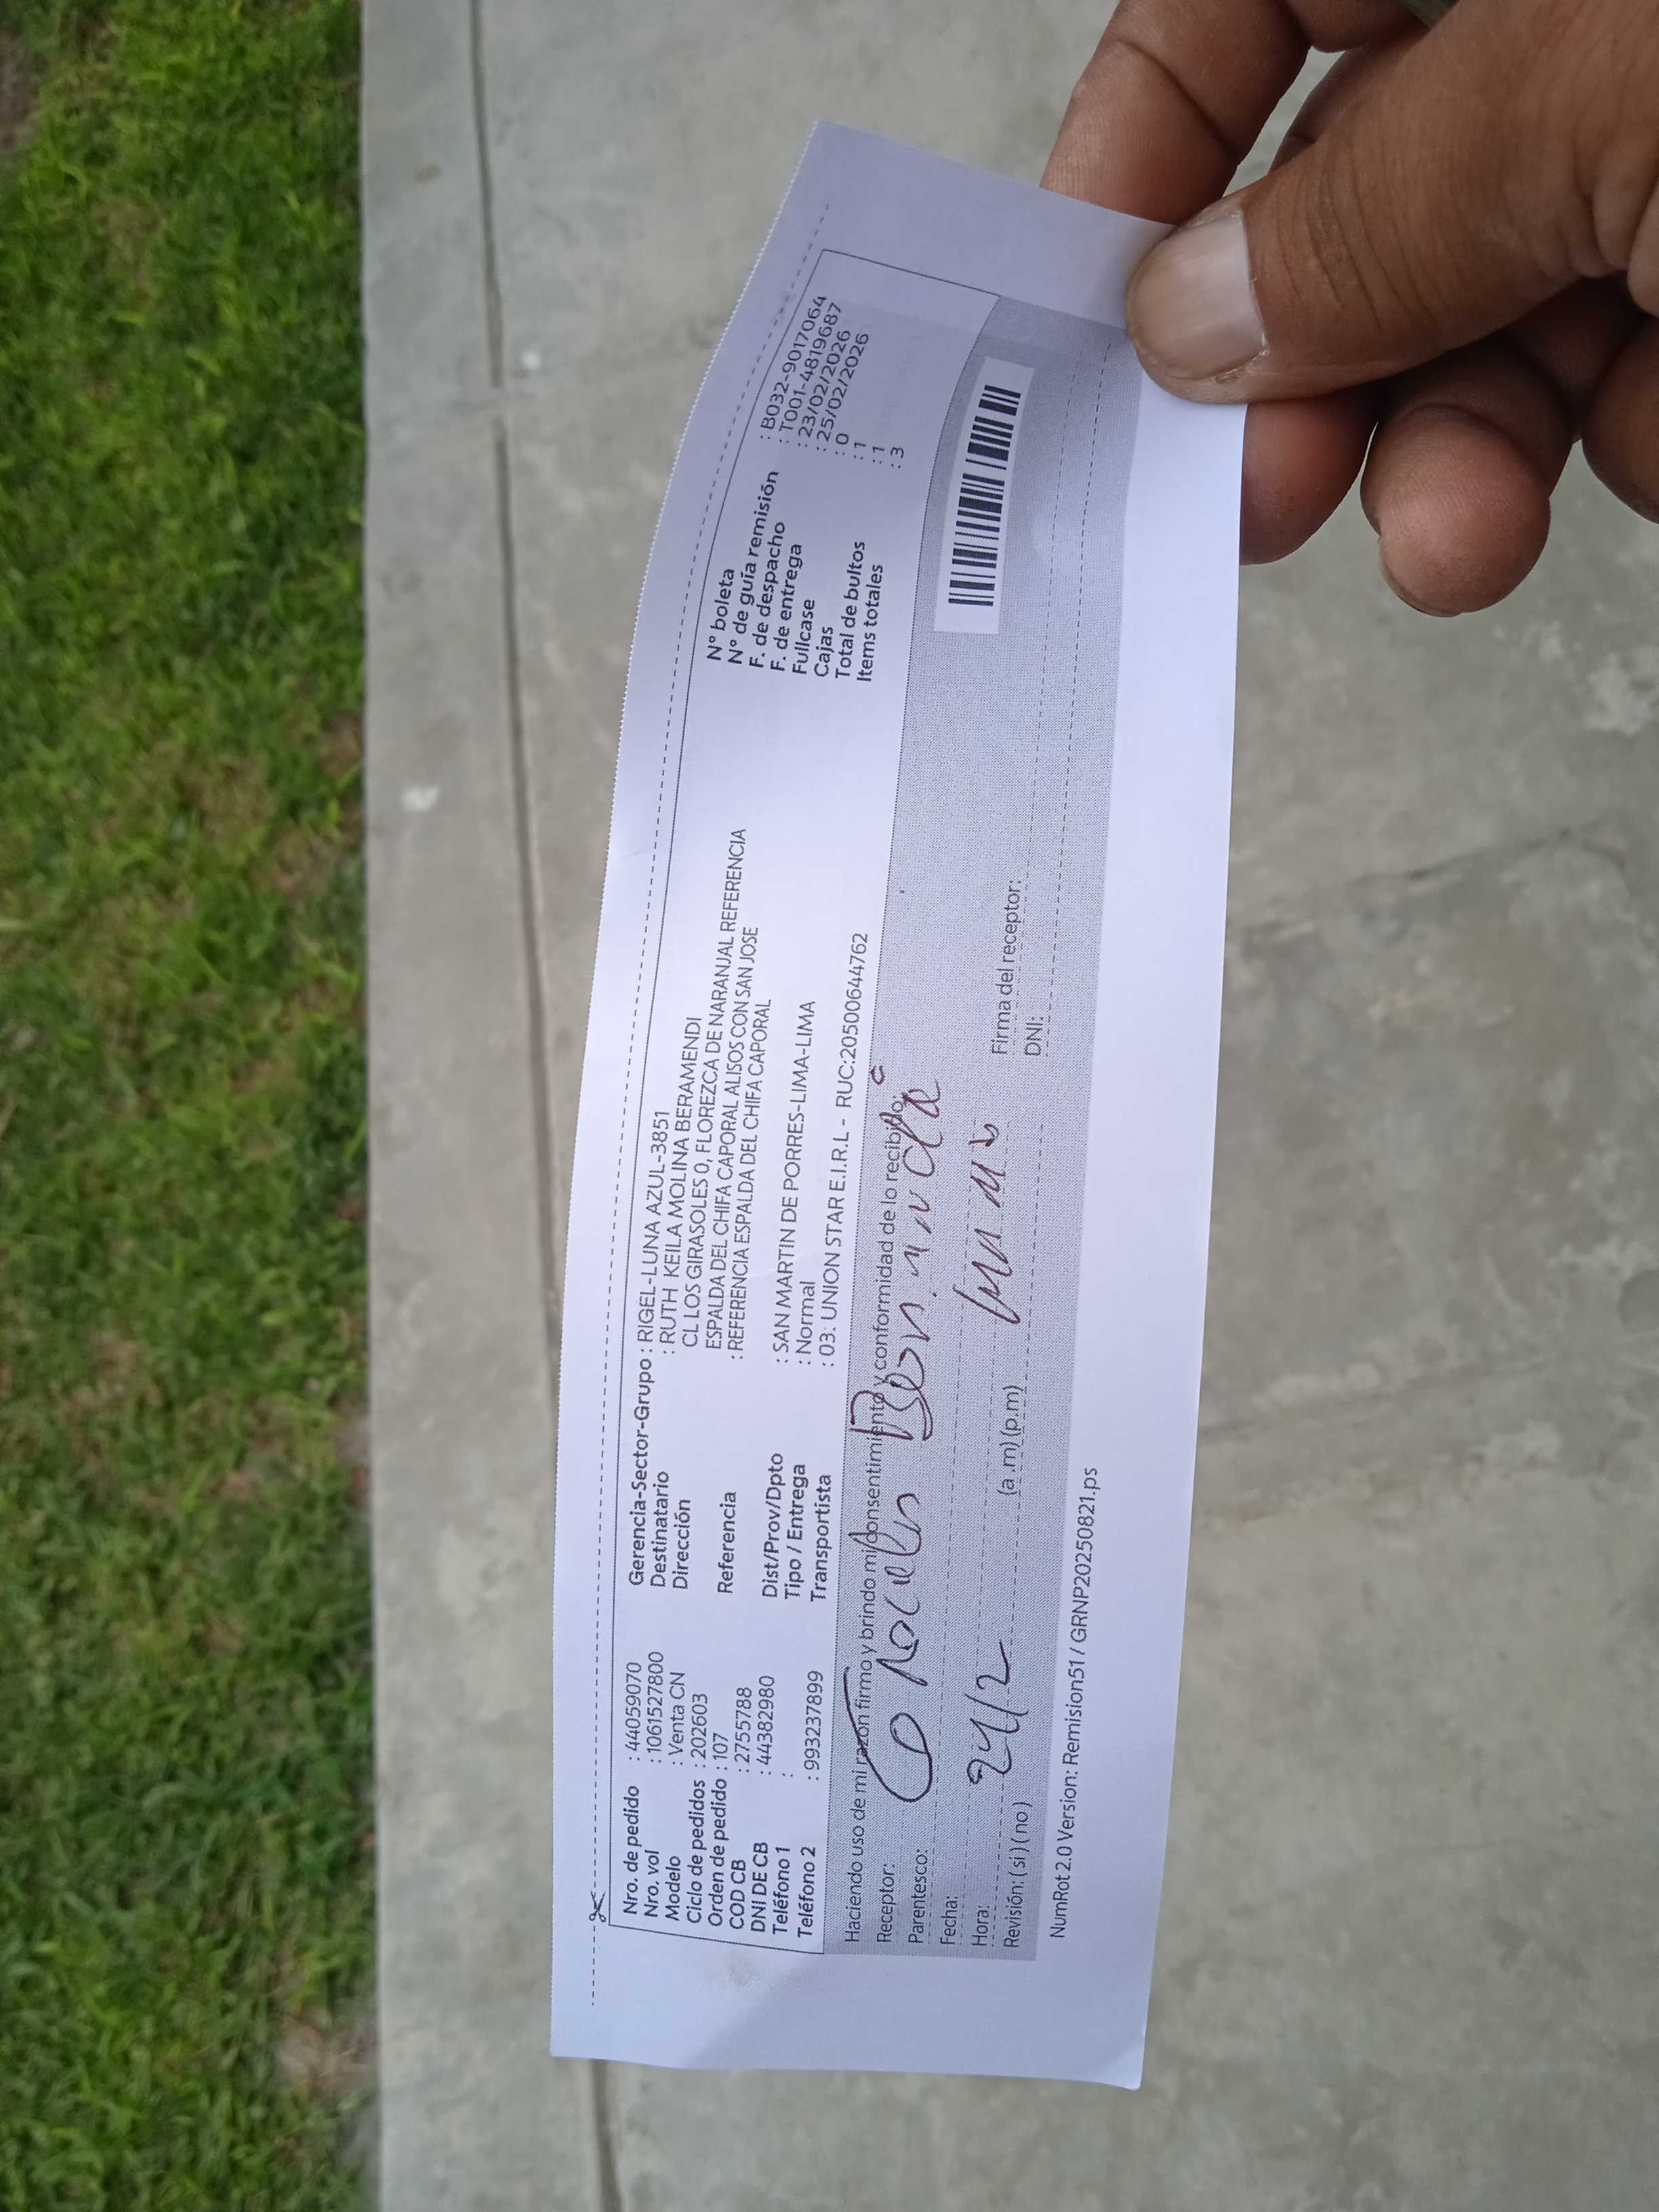 Nro. de pedido : 44059070
Nro. vol : 1061527800
Modelo : Venta CN
Ciclo de pedidos : 202603
Orden de pedido : 107
COD CB : 2755788
DNI DE CB : 44382980
Teléfono 1 :
Teléfono 2 : 993237899
Gerencia-Sector-Grupo : RIGEL-LUNA AZUL-3851
Destinatario : RUTH KEILA MOLINA BERAMENDI
Dirección CL LOS GIRASOLES 0, FLOREZCA DE NARANJAL REFERENCIA
ESPALDA DEL CHIFA CAPORAL ALISOS CON SAN JOSE
Referencia : REFERENCIA ESPALDA DEL CHIFA CAPORAL
Dist/Prov/Dpto : SAN MARTIN DE PORRES-LIMA-LIMA
Tipo / Entrega : Normal
Transportista : 03: UNION STAR E.I.R.L - RUC:20500644762
N° boleta : B032-9017064
N° de guía remisión : T001-4819687
F. de despacho : 23/02/2026
F. de entrega : 25/02/2026
Fullcase : 0
Cajas : 1
Total de bultos : 1
Items totales : 3
Haciendo uso de mi razón firmo y brindo mi consentimiento y conformidad de lo recibido:
Receptor:
Parentesco:
Fecha: 24/2
Hora: (a .m) (p.m)
Revisión: ( si ) ( no )
Firma del receptor:
DNI:
NumRot 2.0 Version: Remision51 / GRNP20250821.ps